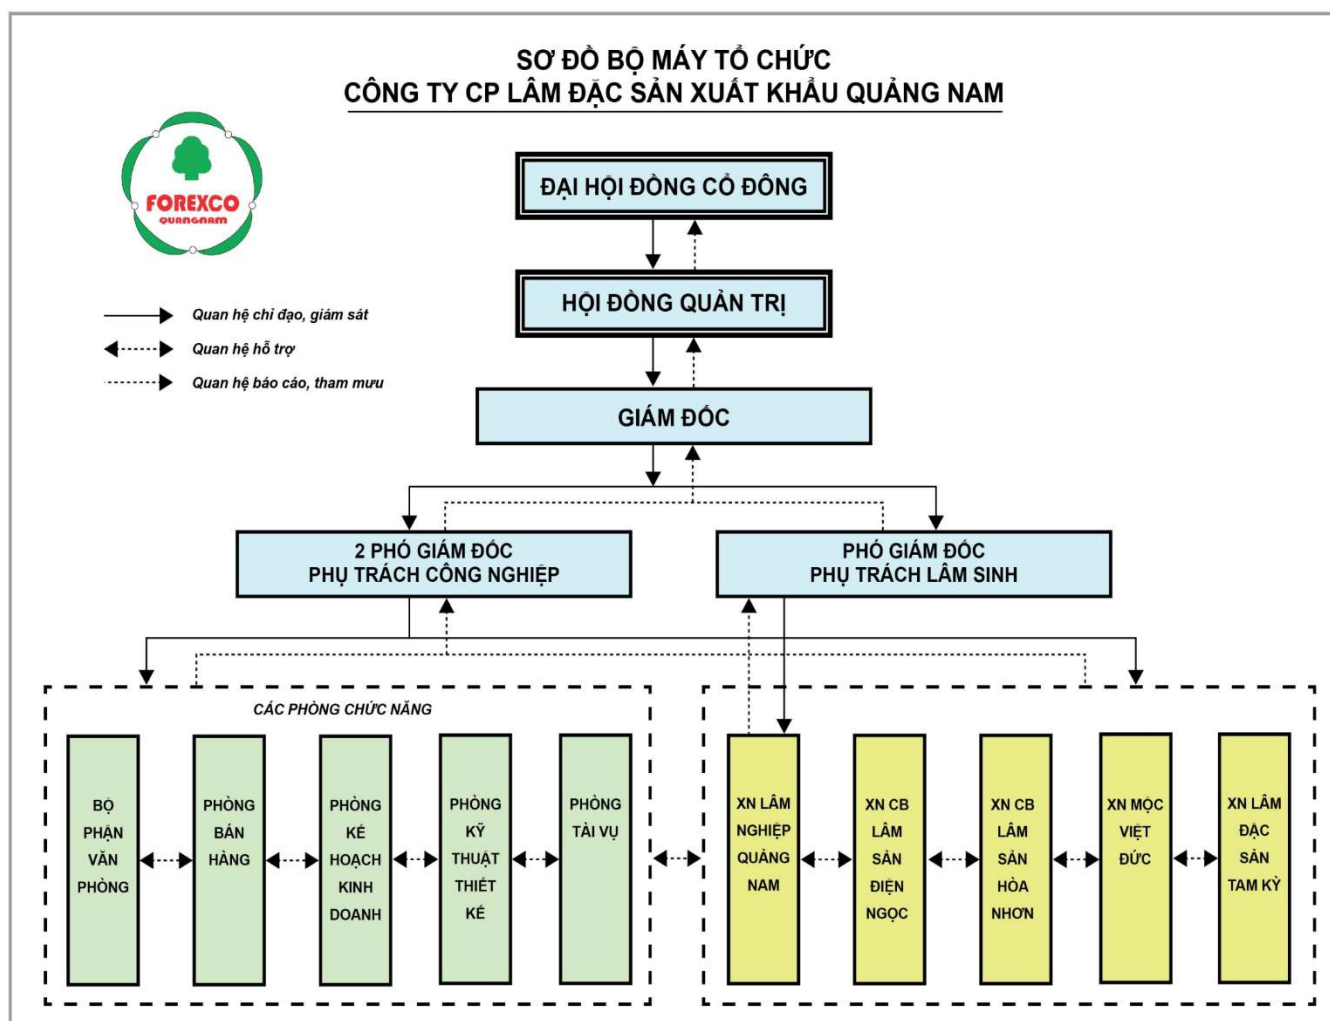 SƠ ĐỒ BỘ MÁY TỔ CHỨC
CÔNG TY CP LÂM ĐẶC SẢN XUẤT KHẨU QUẢNG NAM
FOREXCO
QUANGNAM
ĐẠI HỘI ĐỒNG CỔ ĐÔNG
HỘI ĐỒNG QUẢN TRỊ
Quan hệ chỉ đạo, giám sát
Quan hệ hỗ trợ
Quan hệ báo cáo, tham mưu
GIÁM ĐỐC
2 PHÓ GIÁM ĐỐC
PHỤ TRÁCH CÔNG NGHIỆP
PHÓ GIÁM ĐỐC
PHỤ TRÁCH LÂM SINH
CÁC PHÒNG CHỨC NĂNG
BỘ
PHẬN
VĂN
PHÒNG
PHÒNG
BÁN
HÀNG
PHÒNG
KẾ
HOẠCH
KINH
DOANH
PHÒNG
KỸ
THUẬT
THIẾT
KẾ
PHÒNG
TÀI VỤ
XN LÂM
NGHIỆP
QUẢNG
NAM
XN CB
LÂM
SẢN
ĐIỆN
NGỌC
XN CB
LÂM
SẢN
HÒA
NHƠN
XN MỘC
VIỆT
ĐỨC
XN LÂM
ĐẶC
SẢN
TAM KỲ